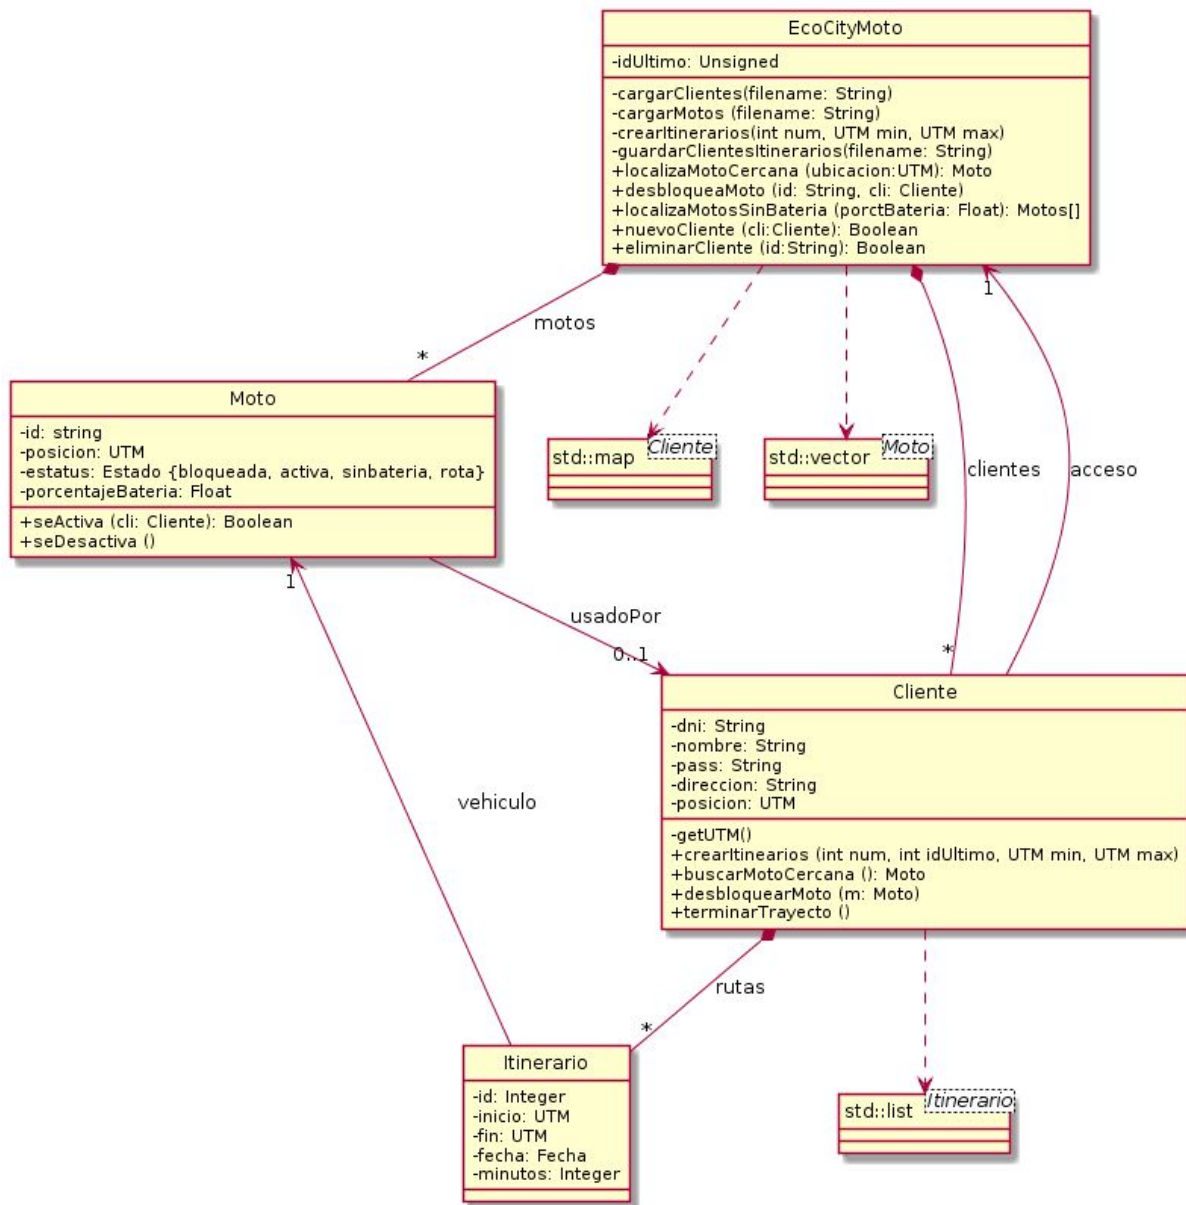 EcoCityMoto
-idUltimo: Unsigned
-cargarClientes(filename: String)
-cargarMotos (filename: String)
-crearItinerarios(int num, UTM min, UTM max)
-guardarClientesItinerarios(filename: String)
+localizaMotoCercana (ubicacion:UTM): Moto
+desbloqueaMoto (id: String, cli: Cliente)
+localizaMotosSinBateria (porctBateria: Float): Motos[]
+nuevoCliente (cli:Cliente): Boolean
+eliminarCliente (id:String): Boolean
1
motos
*
Moto
-id: string
-posicion: UTM
-estatus: Estado {bloqueada, activa, sinbateria, rota}
-porcentajeBateria: Float
+seActiva (cli: Cliente): Boolean
+seDesactiva ()
std::map
Cliente
std::vector
Moto
clientes
acceso
1
usadoPor
0..1
*
Cliente
-dni: String
-nombre: String
-pass: String
-direccion: String
-posicion: UTM
-getUTM()
+crearItinearios (int num, int idUltimo, UTM min, UTM max)
+buscarMotoCercana (): Moto
+desbloquearMoto (m: Moto)
+terminarTrayecto ()
vehiculo
rutas
*
Itinerario
-id: Integer
-inicio: UTM
-fin: UTM
-fecha: Fecha
-minutos: Integer
std::list
Itinerario